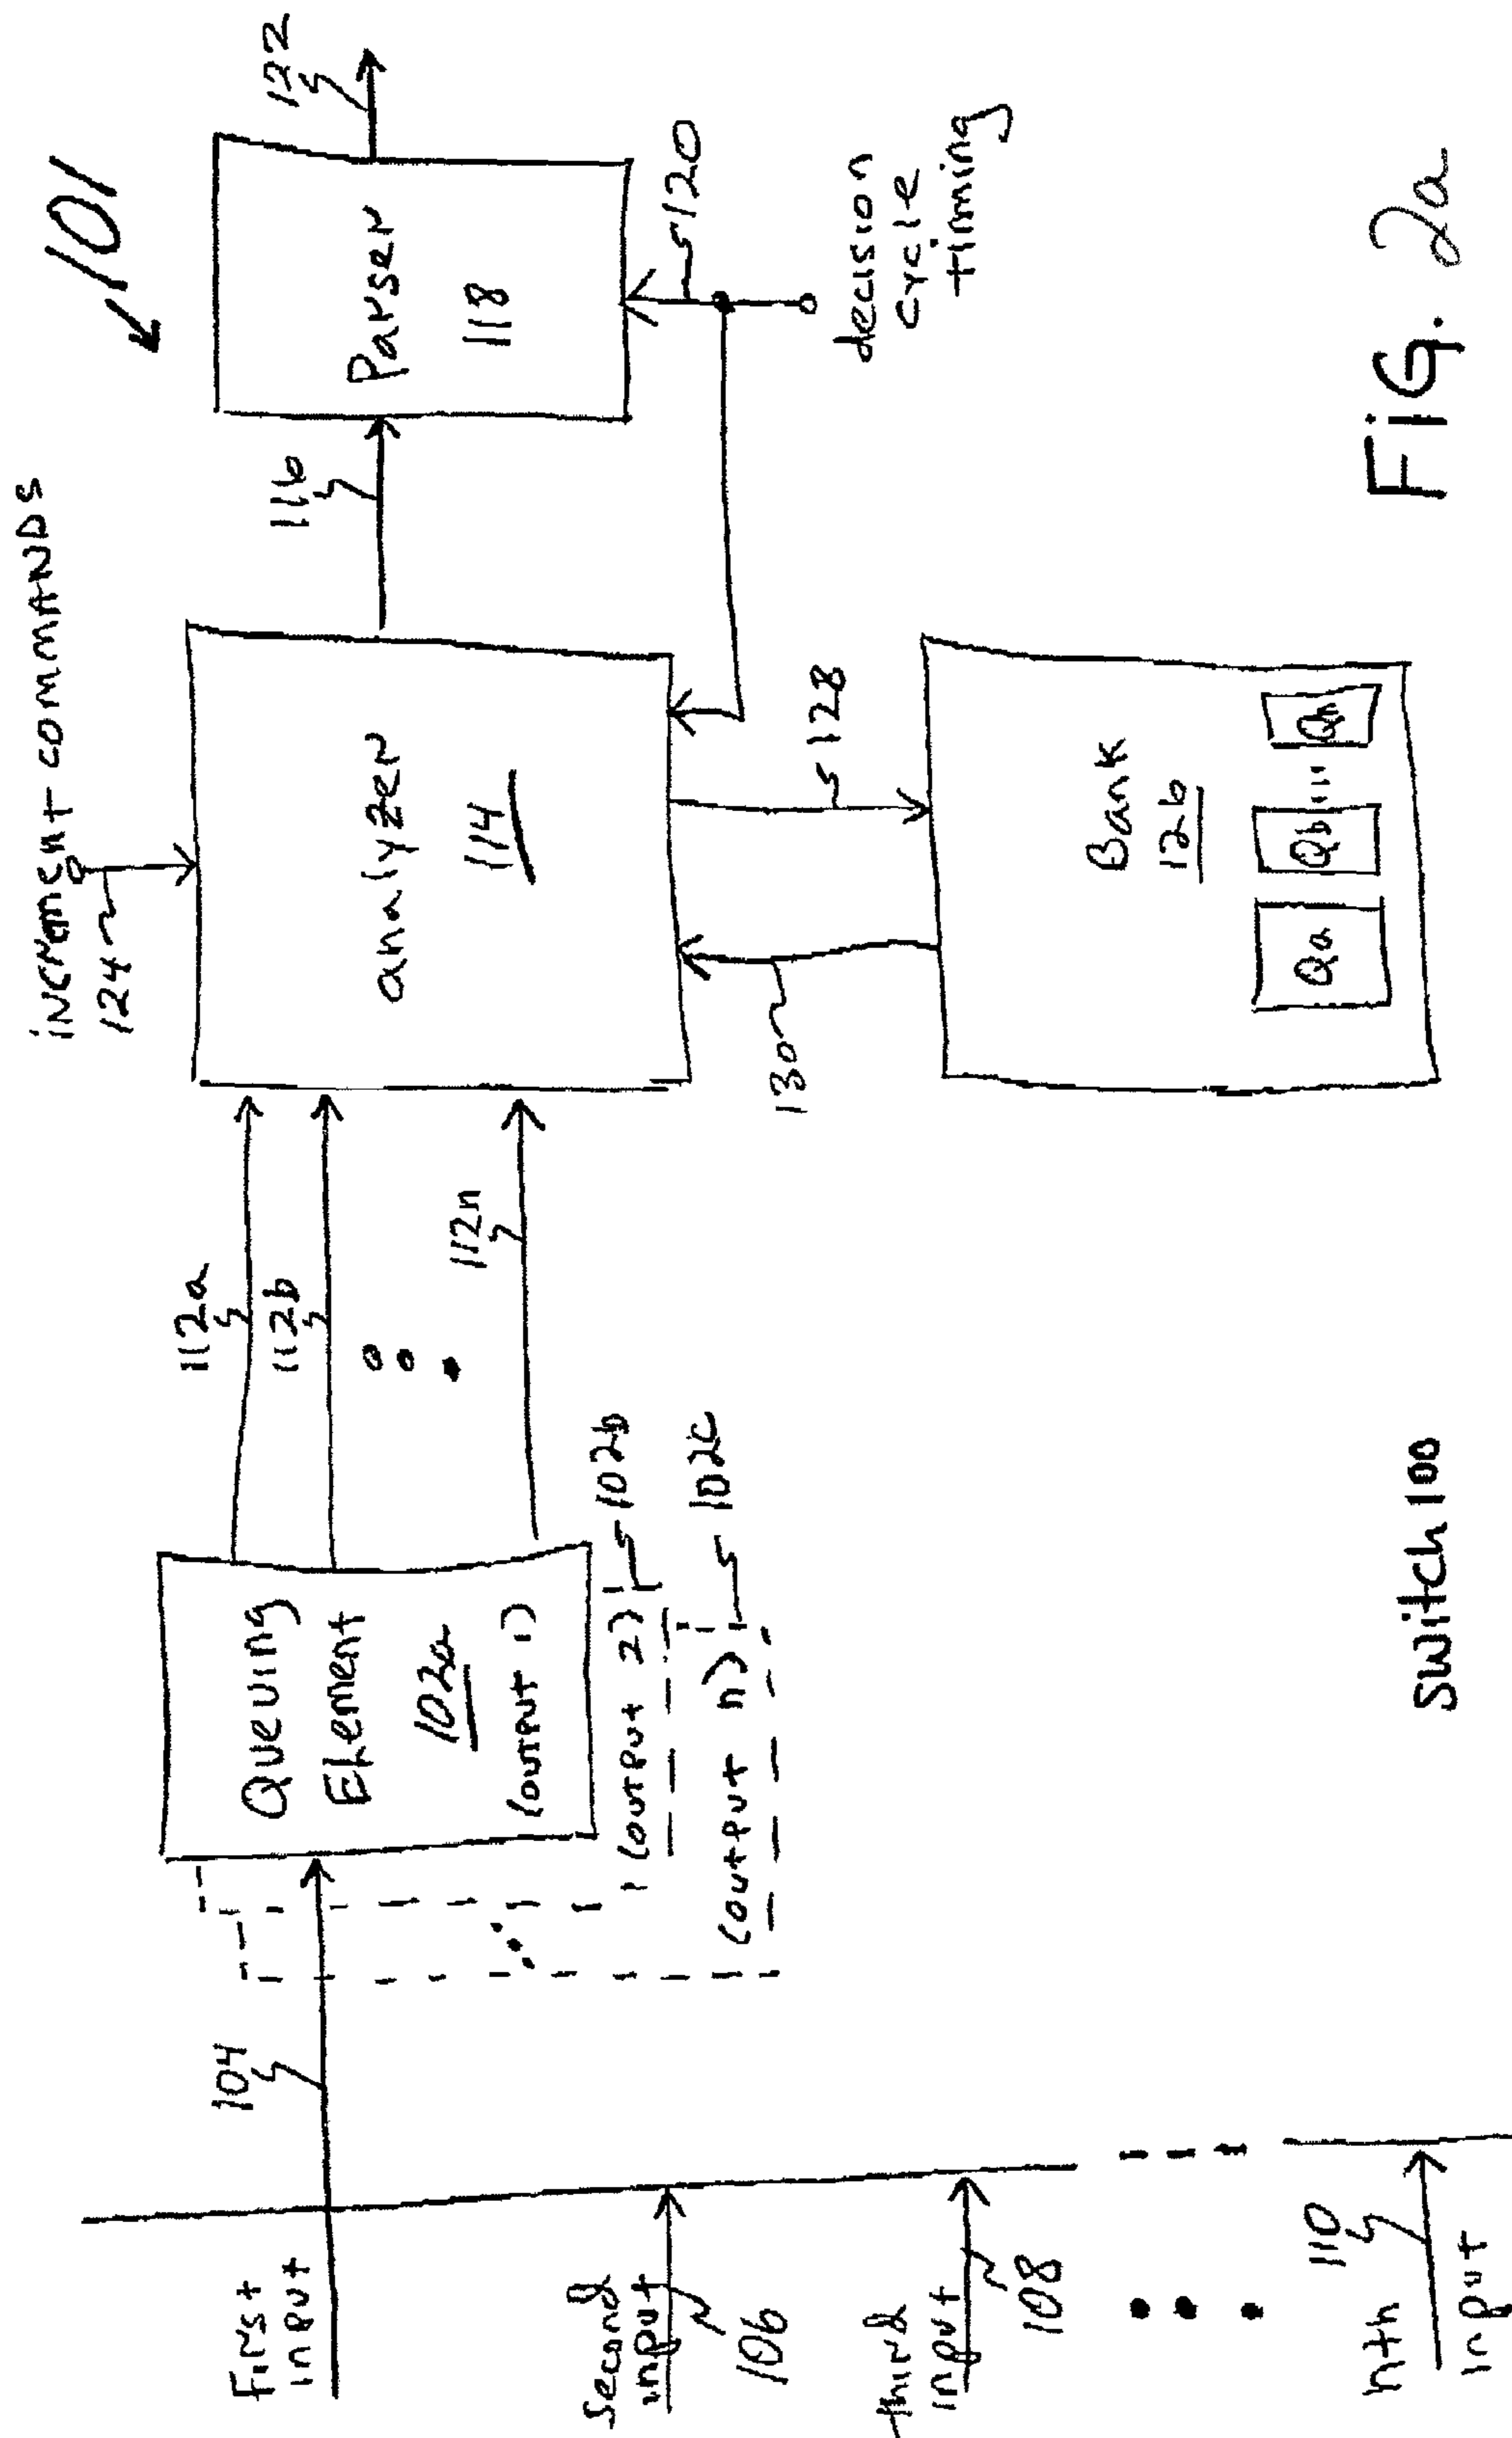 101
increment commands
124
122
Parser
118
116
120
decision
cycle
timing
analyzer
114
128
130
Bank
126
Qa
Qb
Qn
112a
112b
112n
Queuing
Element
102a
(output 1)
(output 2)
102b
(output n)
102c
104
First
input
second
input
106
third
input
108
110
nth
input
switch 100
FIG. 2a